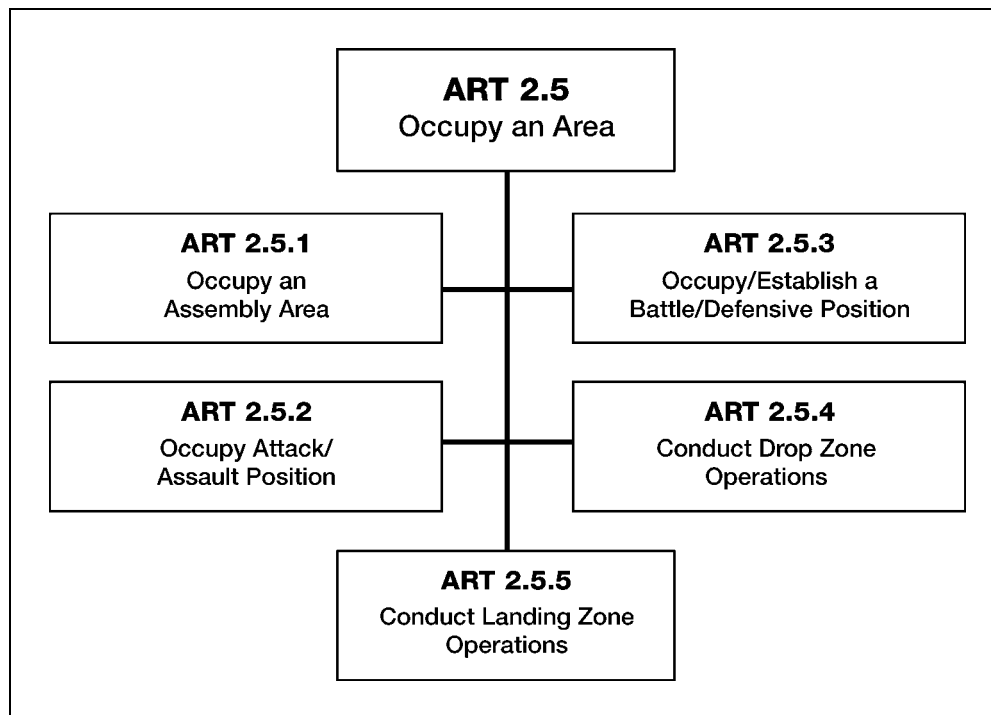 ART 2.5
Occupy an Area
ART 2.5.1
Occupy an
Assembly Area
ART 2.5.3
Occupy/Establish a
Battle/Defensive Position
ART 2.5.2
Occupy Attack/
Assault Position
ART 2.5.4
Conduct Drop Zone
Operations
ART 2.5.5
Conduct Landing Zone
Operations